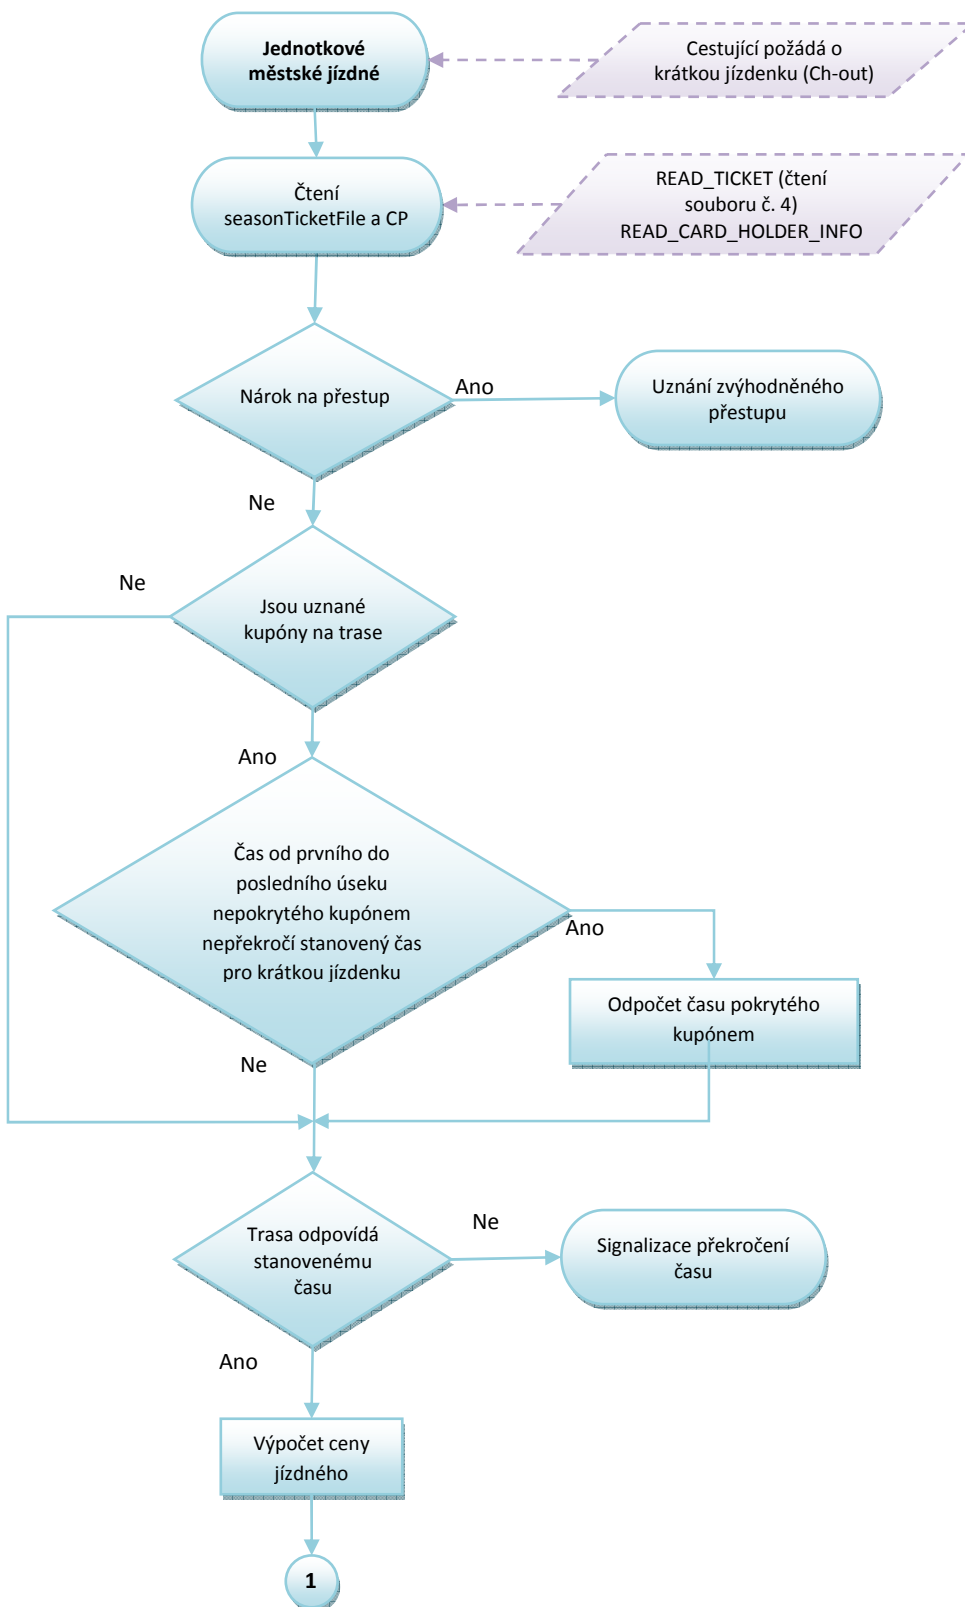 Jednotkové
městské jízdné
Cestující požádá o
krátkou jízdenku (Ch-out)
Čtení
seasonTicketFile a CP
READ_TICKET (čtení
souboru č. 4)
READ_CARD_HOLDER_INFO
Nárok na přestup
Ano
Uznání zvýhodněného
přestupu
Ne
Ne
Jsou uznané
kupóny na trase
Ano
Čas od prvního do
posledního úseku
nepokrytého kupónem
nepřekročí stanovený čas
pro krátkou jízdenku
Ano
Odpočet času pokrytého
kupónem
Ne
Trasa odpovídá
stanovenému
času
Ne
Signalizace překročení
času
Ano
Výpočet ceny
jízdného
1